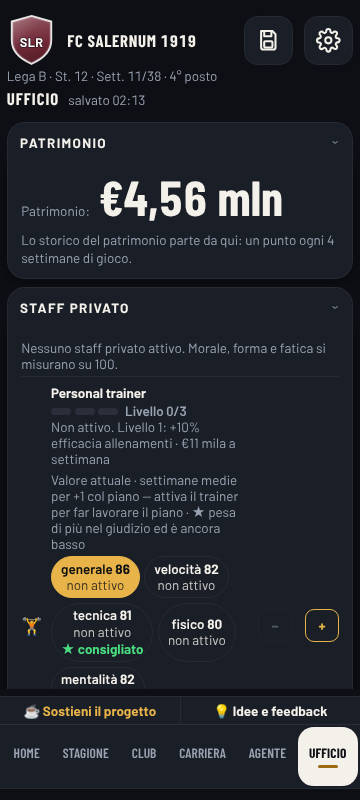 SLR
FC SALERNUM 1919
Lega B · St. 12 · Sett. 11/38 · 4° posto
UFFICIO salvato 02:13
PATRIMONIO
Patrimonio: €4,56 mln
Lo storico del patrimonio parte da qui: un punto ogni 4
settimane di gioco.
STAFF PRIVATO
Nessuno staff privato attivo. Morale, forma e fatica si
misurano su 100.
Personal trainer
Livello 0/3
Non attivo. Livello 1: +10%
efficacia allenamenti · €11 mila a
settimana
Valore attuale · settimane medie
per +1 col piano — attiva il trainer
per far lavorare il piano · ★ pesa
di più nel giudizio ed è ancora
basso
generale 86
non attivo
velocità 82
non attivo
tecnica 81
non attivo
★ consigliato
fisico 80
non attivo
− +
mentalità 82
☕ Sostieni il progetto
💡 Idee e feedback
HOME STAGIONE CLUB CARRIERA AGENTE UFFICIO